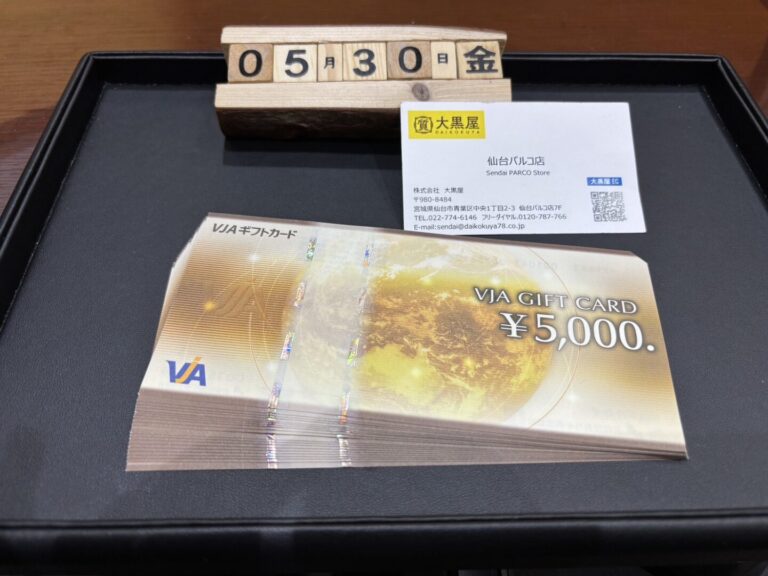 05月30日金
質 大黒屋
DAIKOKUYA
仙台パルコ店
Sendai PARCO Store
大黒屋 EC
株式会社 大黒屋
〒980-8484
宮城県仙台市青葉区中央1丁目2-3 仙台パルコ店7F
TEL.022-774-6146 フリーダイヤル.0120-787-766
E-mail:sendai@daikokuya78.co.jp
VJAギフトカード
VJA GIFT CARD
¥5,000.
VJA